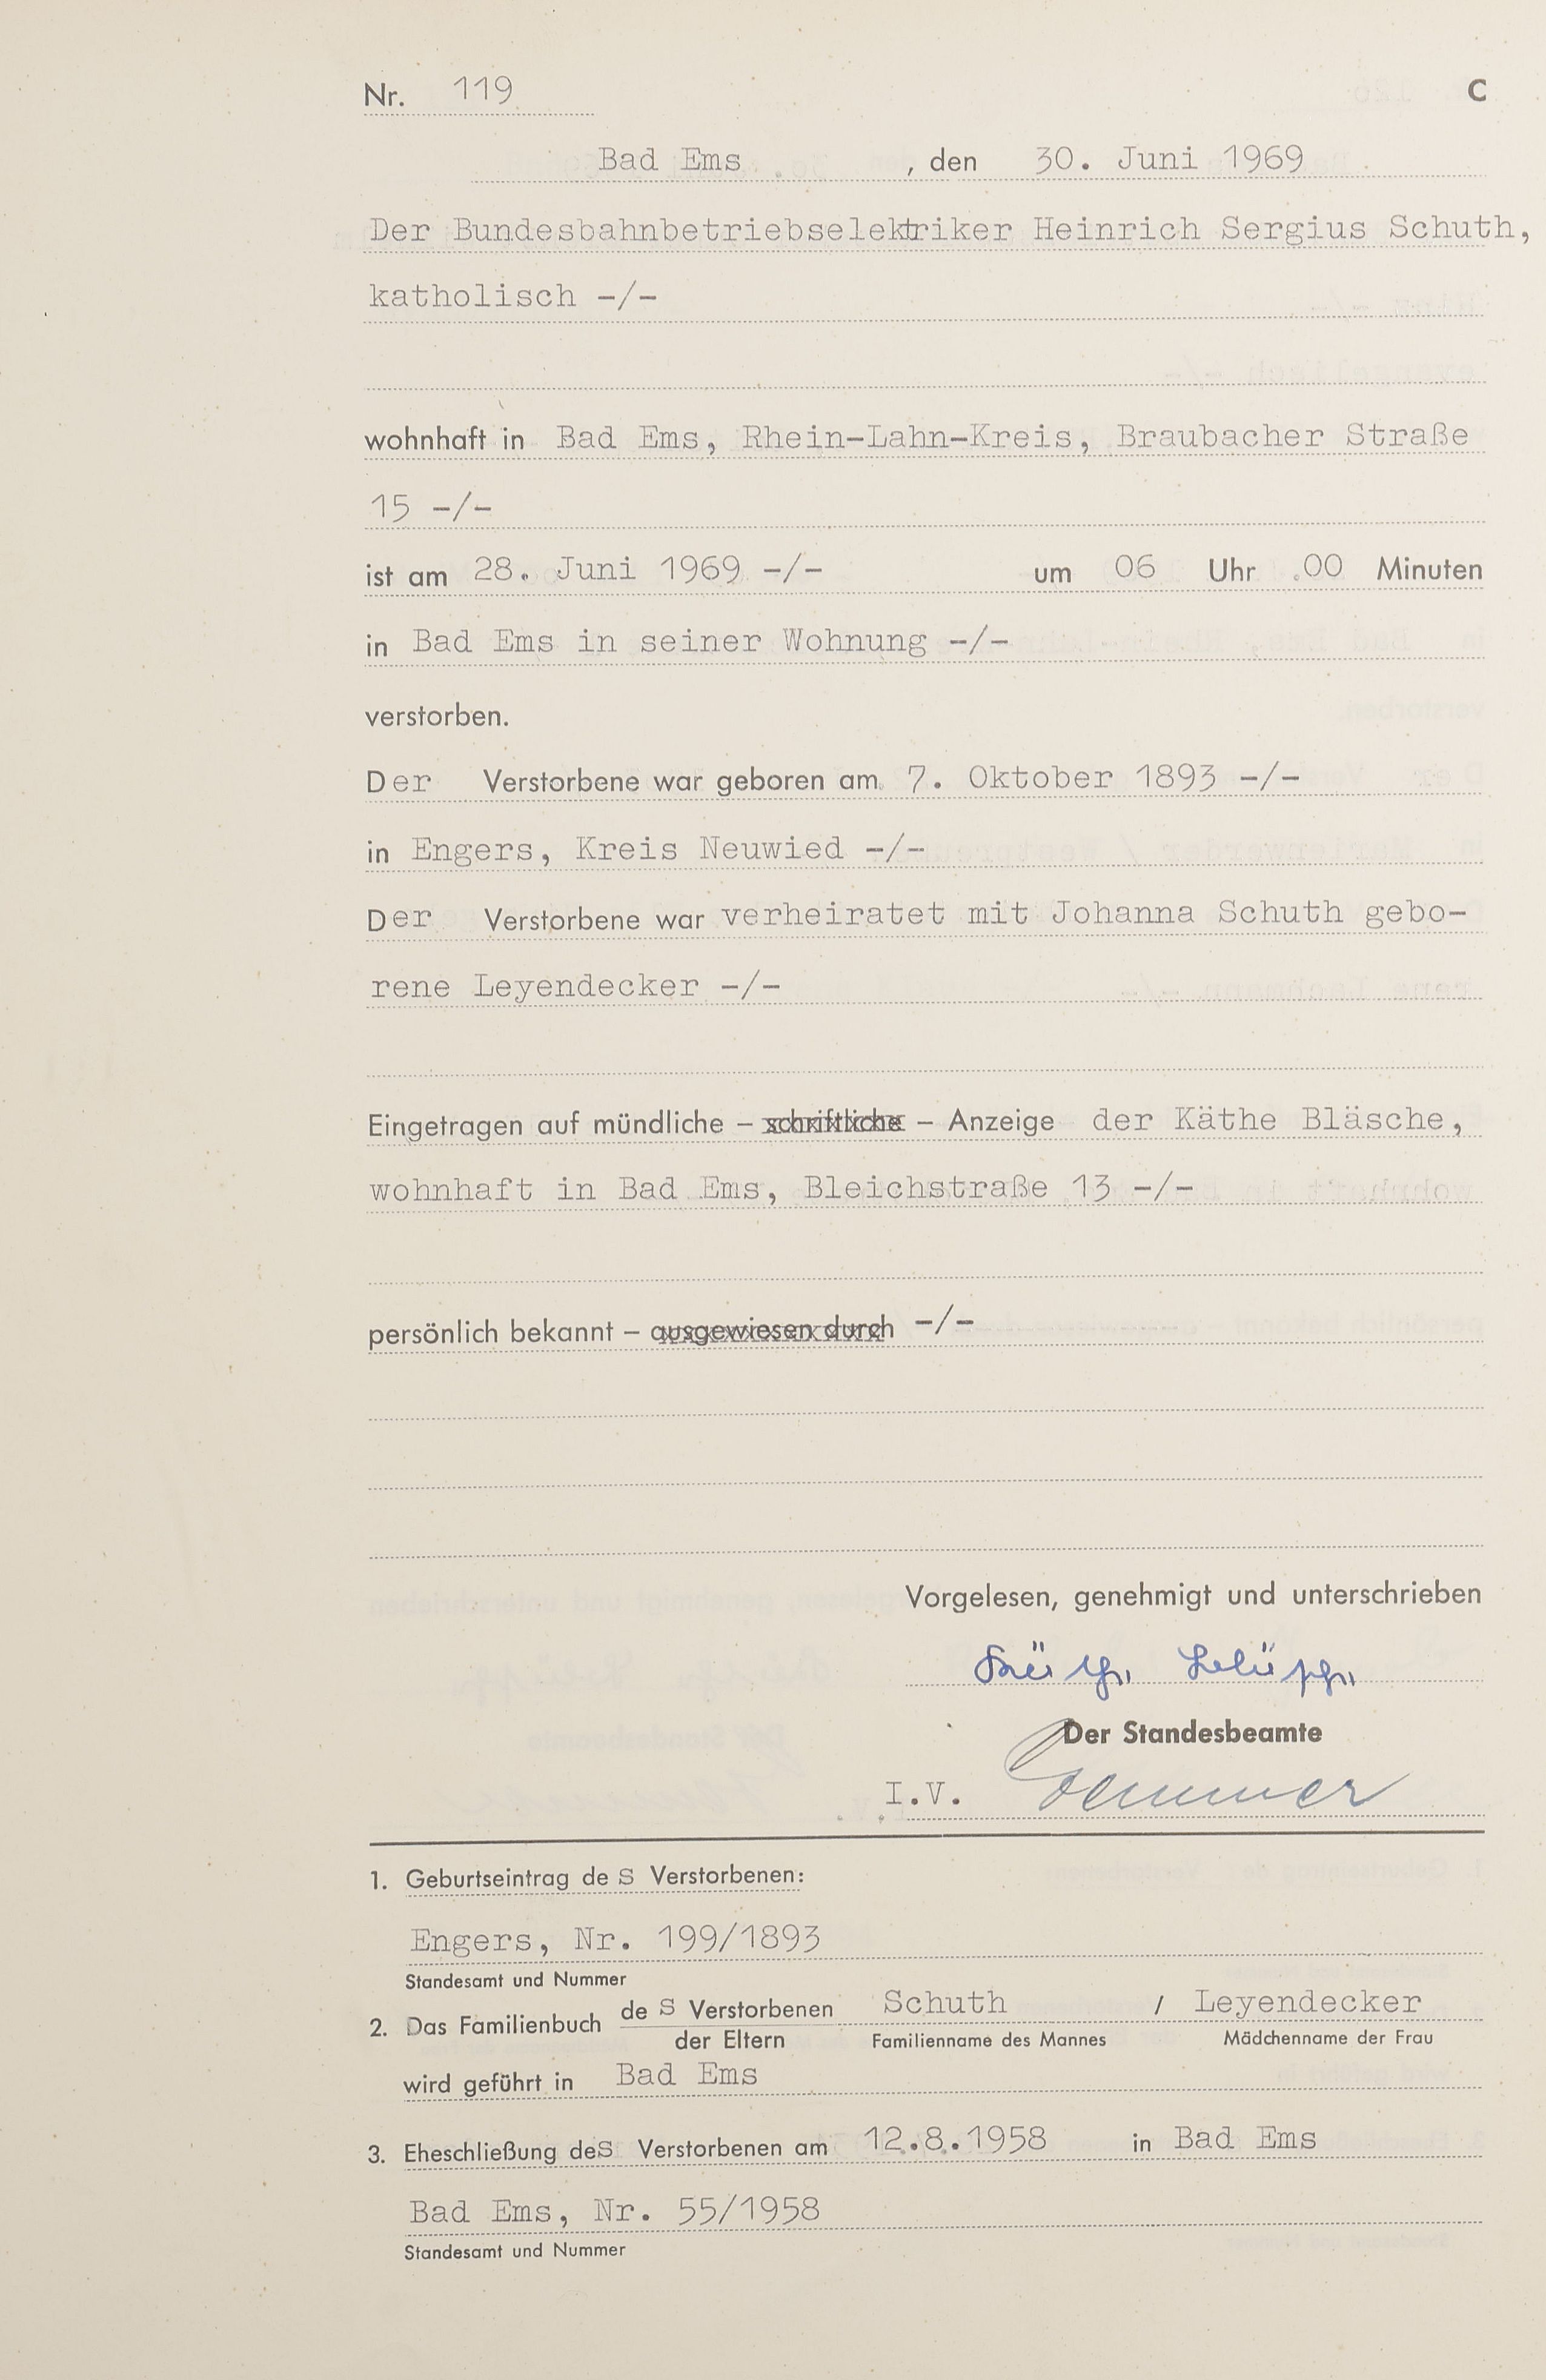 Nr. 119 C
Bad Ems , den 30. Juni 1969
Der Bundesbahnbetriebselektriker Heinrich Sergius Schuth,
katholisch -/-
wohnhaft in Bad Ems, Rhein-Lahn-Kreis, Braubacher Straße
15 -/-
ist am 28. Juni 1969 -/- um 06 Uhr 00 Minuten
in Bad Ems in seiner Wohnung -/-
verstorben.
Der Verstorbene war geboren am 7. Oktober 1893 -/-
in Engers, Kreis Neuwied -/-
Der Verstorbene war verheiratet mit Johanna Schuth gebo-
rene Leyendecker -/-
Eingetragen auf mündliche – schriftliche – Anzeige der Käthe Bläsche,
wohnhaft in Bad Ems, Bleichstraße 13 -/-
persönlich bekannt – ausgewiesen durch -/-
Vorgelesen, genehmigt und unterschrieben
Käthe Bläsche
Der Standesbeamte
I.V.
1. Geburtseintrag des Verstorbenen:
Engers, Nr. 199/1893
Standesamt und Nummer
2. Das Familienbuch des Verstorbenen Schuth / Leyendecker
der Eltern Familienname des Mannes Mädchenname der Frau
wird geführt in Bad Ems
3. Eheschließung des Verstorbenen am 12.8.1958 in Bad Ems
Bad Ems, Nr. 55/1958
Standesamt und Nummer